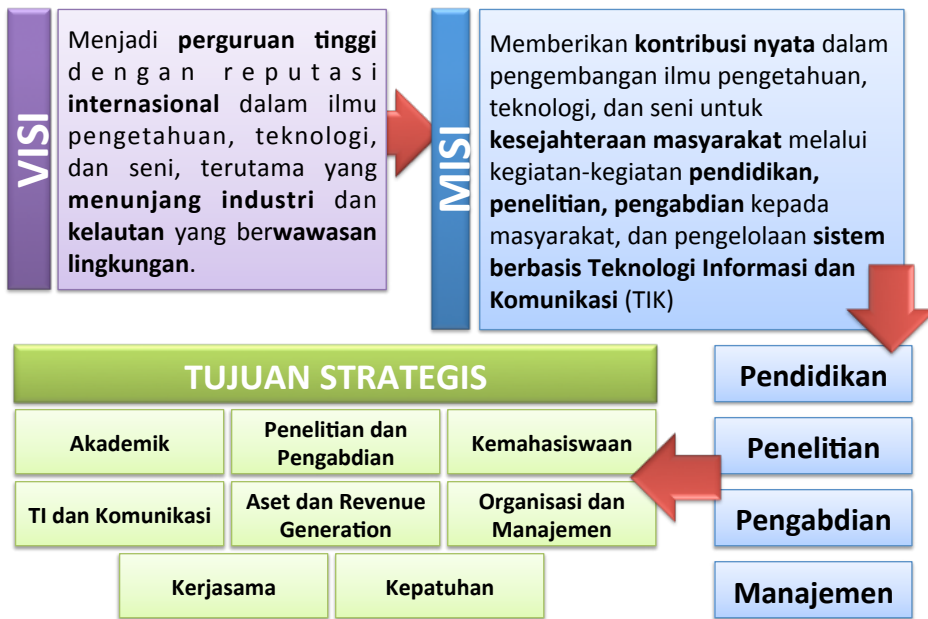 VISI
Menjadi perguruan tinggi
dengan reputasi
internasional dalam ilmu
pengetahuan, teknologi,
dan seni, terutama yang
menunjang industri dan
kelautan yang berwawasan
lingkungan.
MISI
Memberikan kontribusi nyata dalam
pengembangan ilmu pengetahuan,
teknologi, dan seni untuk
kesejahteraan masyarakat melalui
kegiatan-kegiatan pendidikan,
penelitian, pengabdian kepada
masyarakat, dan pengelolaan sistem
berbasis Teknologi Informasi dan
Komunikasi (TIK)
Pendidikan
Penelitian
Pengabdian
Manajemen
TUJUAN STRATEGIS
Akademik
Penelitian dan
Pengabdian
Kemahasiswaan
TI dan Komunikasi
Aset dan Revenue
Generation
Organisasi dan
Manajemen
Kerjasama
Kepatuhan